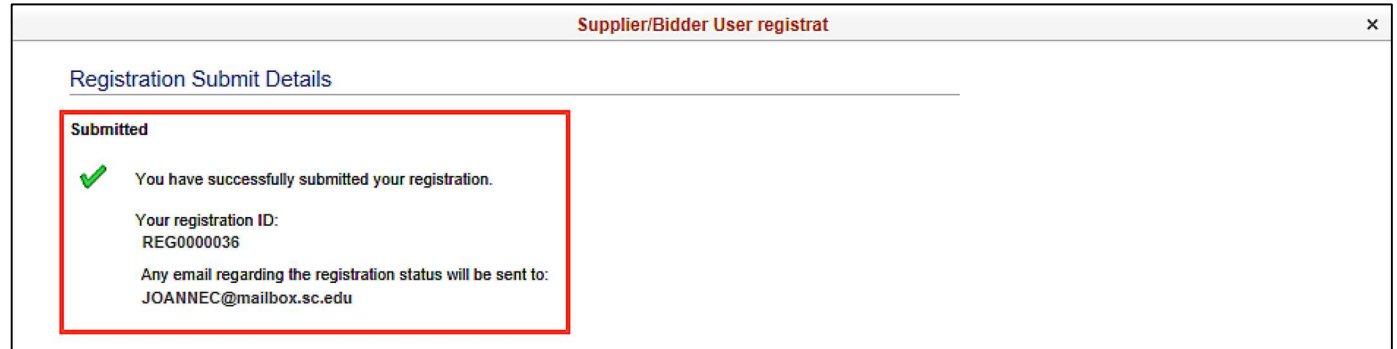 Supplier/Bidder User registrat
×
Registration Submit Details
Submitted
You have successfully submitted your registration.
Your registration ID:
REG0000036
Any email regarding the registration status will be sent to:
JOANNEC@mailbox.sc.edu